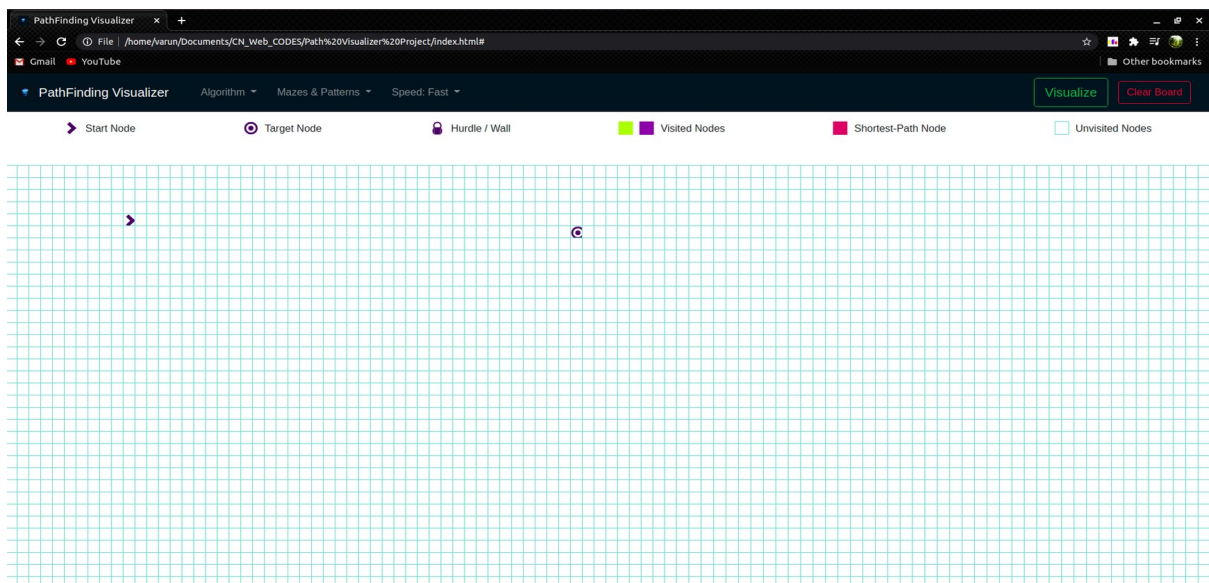 PathFinding Visualizer
File | /home/varun/Documents/CN_Web_CODES/Path%20Visualizer%20Project/index.html#
Gmail YouTube Other bookmarks
PathFinding Visualizer Algorithm Mazes & Patterns Speed: Fast Visualize Clear Board
Start Node Target Node Hurdle / Wall Visited Nodes Shortest-Path Node Unvisited Nodes